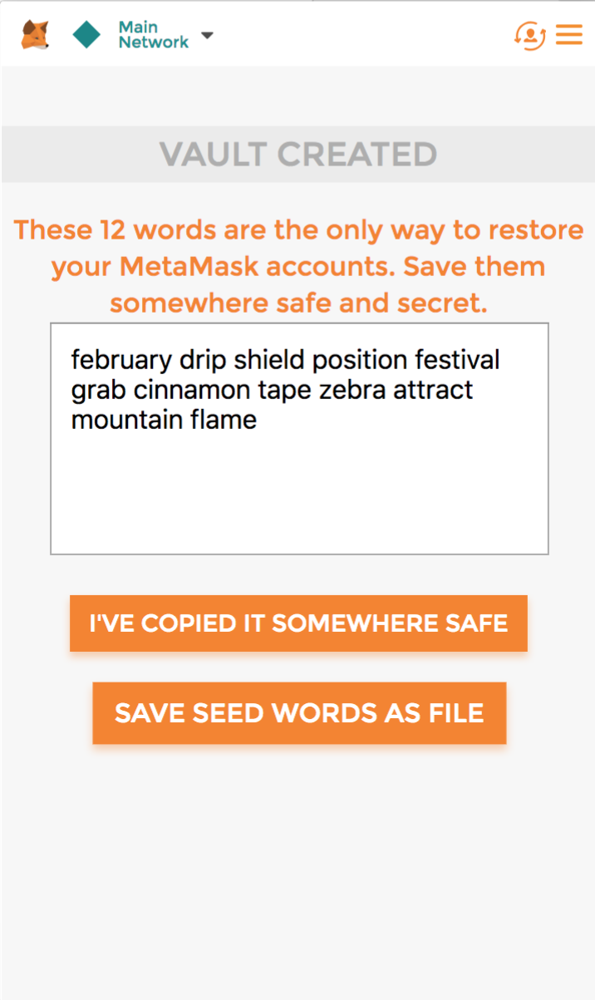 Main
Network
VAULT CREATED
These 12 words are the only way to restore
your MetaMask accounts. Save them
somewhere safe and secret.
february drip shield position festival
grab cinnamon tape zebra attract
mountain flame
I'VE COPIED IT SOMEWHERE SAFE
SAVE SEED WORDS AS FILE